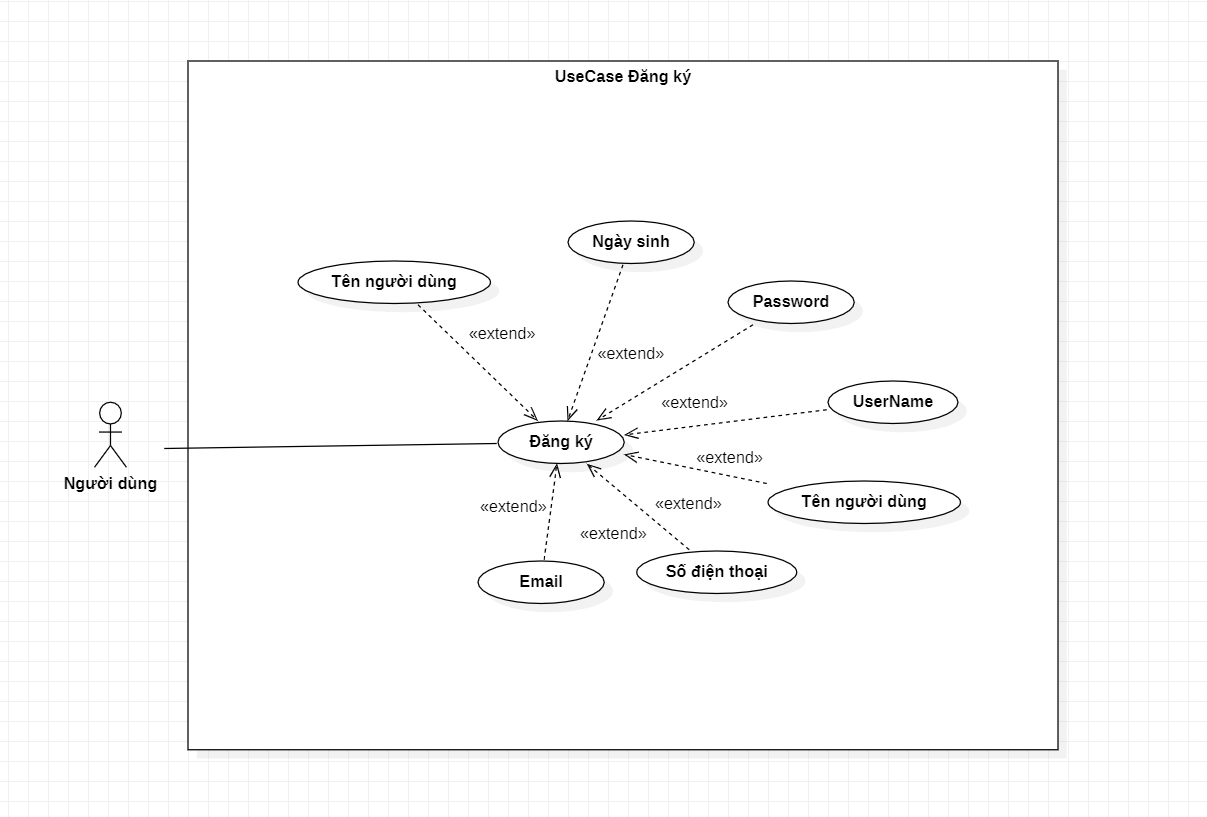 UseCase Đăng ký
Ngày sinh
Tên người dùng
Password
«extend»
«extend»
UserName
«extend»
Đăng ký
«extend»
Người dùng
Tên người dùng
«extend»
«extend»
«extend»
Số điện thoại
Email